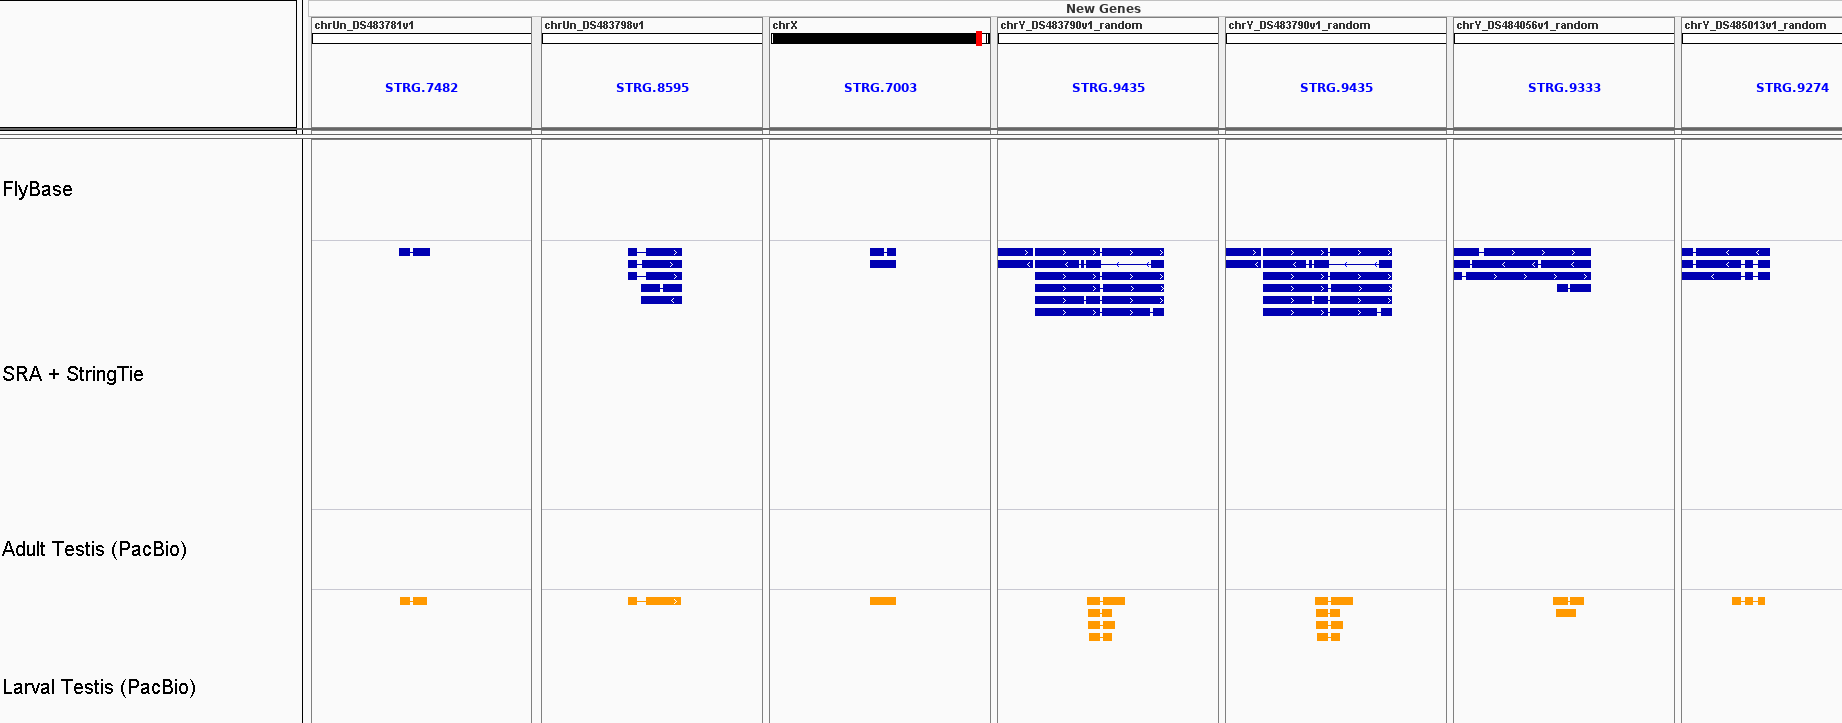 New Genes
chrUn_DS483781v1
chrUn_DS483798v1
chrX
chrY_DS483790v1_random
chrY_DS483790v1_random
chrY_DS484056v1_random
chrY_DS485013v1_random
STRG.7482
STRG.8595
STRG.7003
STRG.9435
STRG.9435
STRG.9333
STRG.9274
FlyBase
SRA + StringTie
Adult Testis (PacBio)
Larval Testis (PacBio)